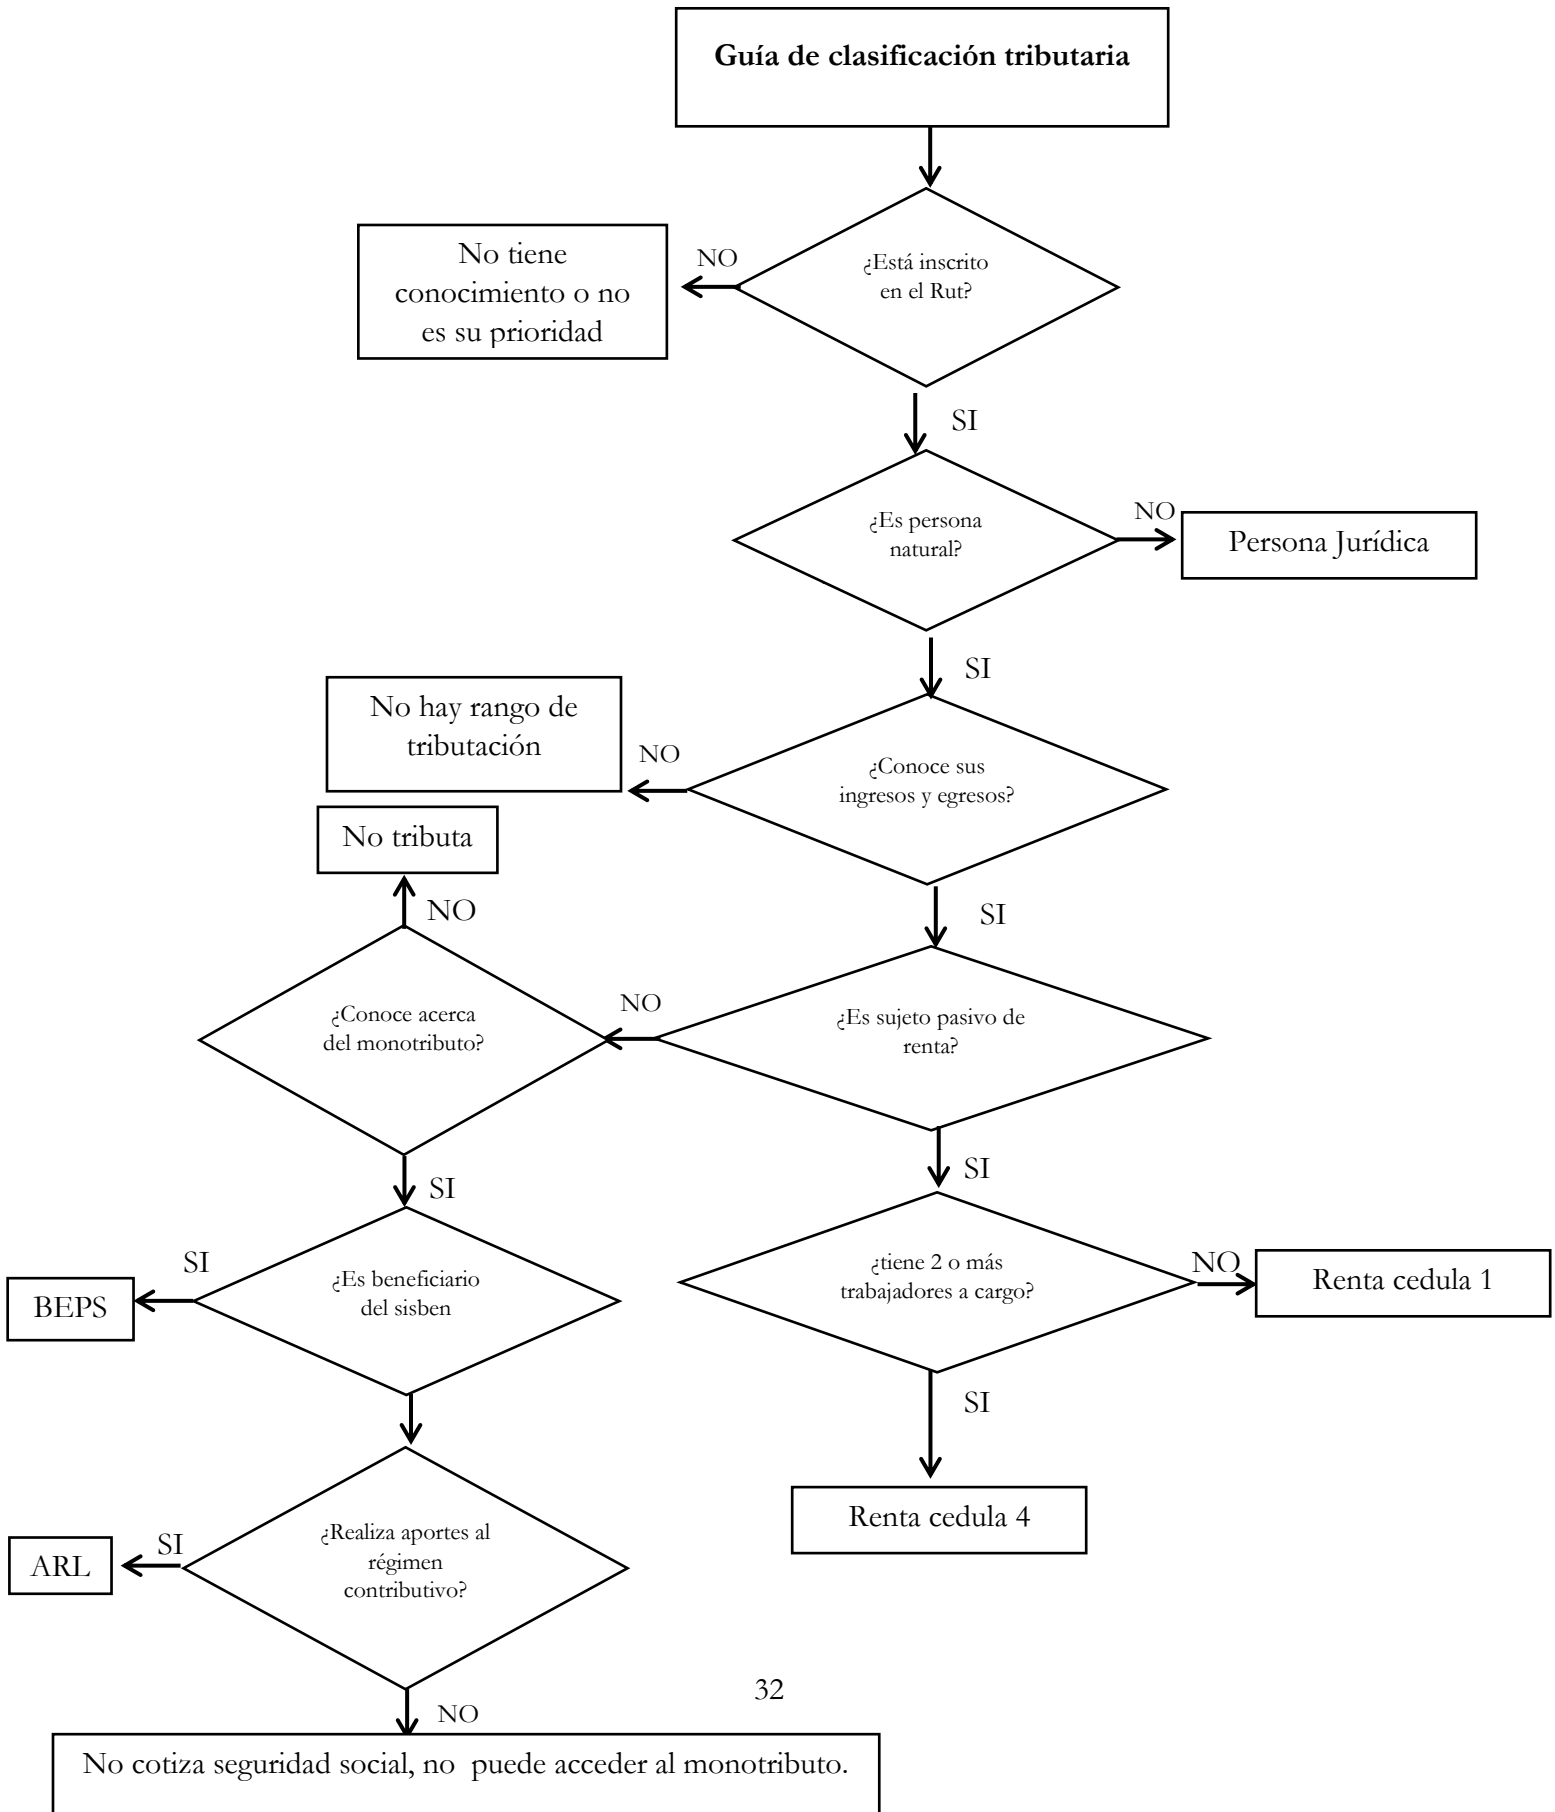 Guía de clasificación tributaria
¿Está inscrito
en el Rut?
NO
No tiene
conocimiento o no
es su prioridad
SI
¿Es persona
natural?
NO
Persona Jurídica
SI
¿Conoce sus
ingresos y egresos?
NO
No hay rango de
tributación
SI
¿Es sujeto pasivo de
renta?
NO
¿Conoce acerca
del monotributo?
NO
No tributa
SI
¿Es beneficiario
del sisben
SI
BEPS
SI
¿tiene 2 o más
trabajadores a cargo?
NO
Renta cedula 1
SI
Renta cedula 4
¿Realiza aportes al
régimen
contributivo?
SI
ARL
NO
No cotiza seguridad social, no  puede acceder al monotributo.
32